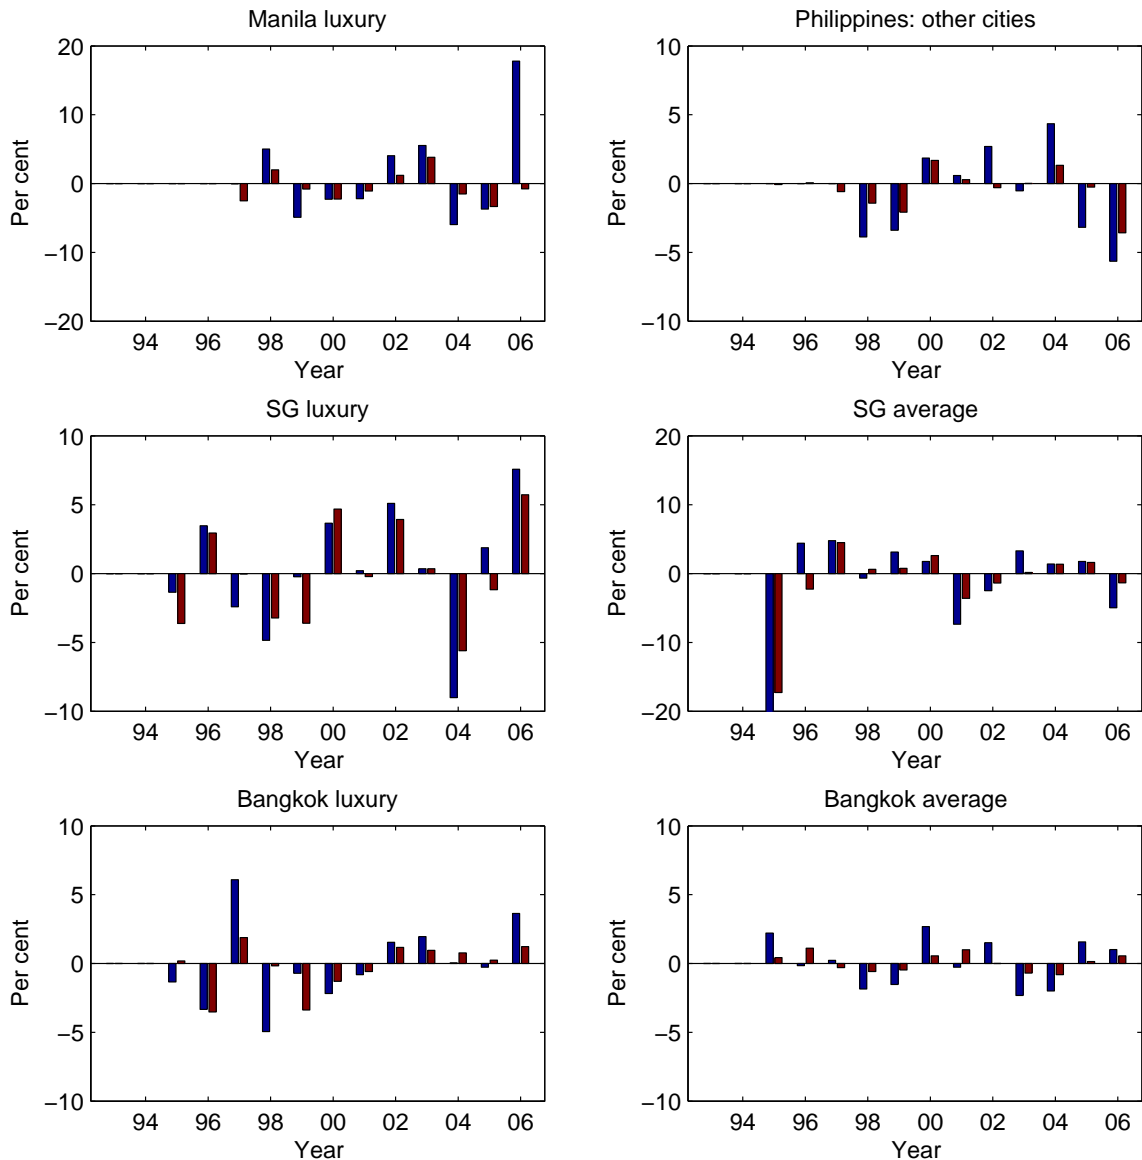 Manila luxury
20
10
0
−10
−20
Per cent
94 96 98 00 02 04 06
Year
Philippines: other cities
10
5
0
−5
−10
Per cent
94 96 98 00 02 04 06
Year
SG luxury
10
5
0
−5
−10
Per cent
94 96 98 00 02 04 06
Year
SG average
20
10
0
−10
−20
Per cent
94 96 98 00 02 04 06
Year
Bangkok luxury
10
5
0
−5
−10
Per cent
94 96 98 00 02 04 06
Year
Bangkok average
10
5
0
−5
−10
Per cent
94 96 98 00 02 04 06
Year